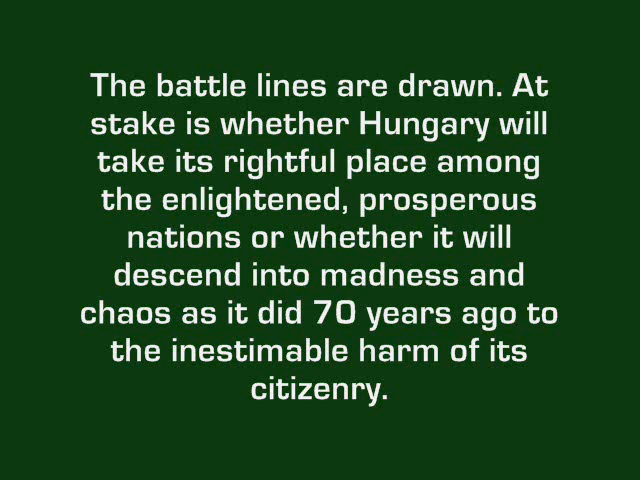 The battle lines are drawn. At
stake is whether Hungary will
take its rightful place among
the enlightened, prosperous
nations or whether it will
descend into madness and
chaos as it did 70 years ago to
the inestimable harm of its
citizenry.